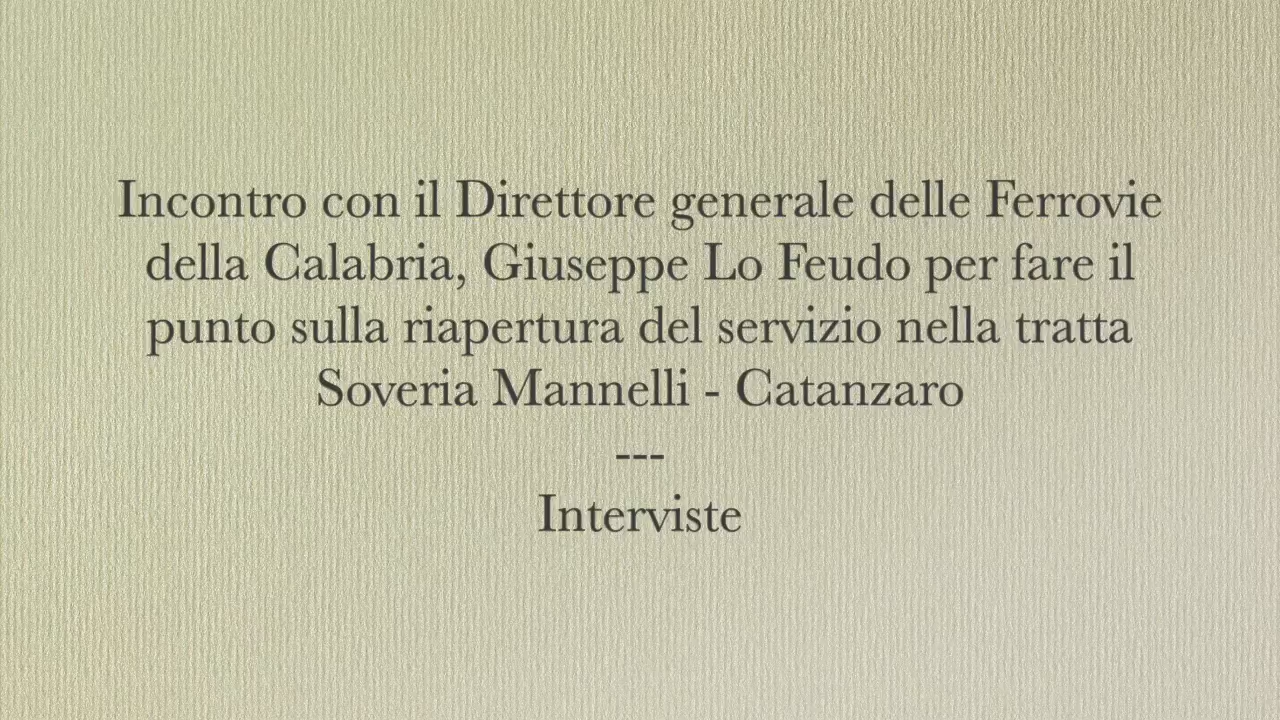 Incontro con il Direttore generale delle Ferrovie
della Calabria, Giuseppe Lo Feudo per fare il
punto sulla riapertura del servizio nella tratta
Soveria Mannelli - Catanzaro
---
Interviste